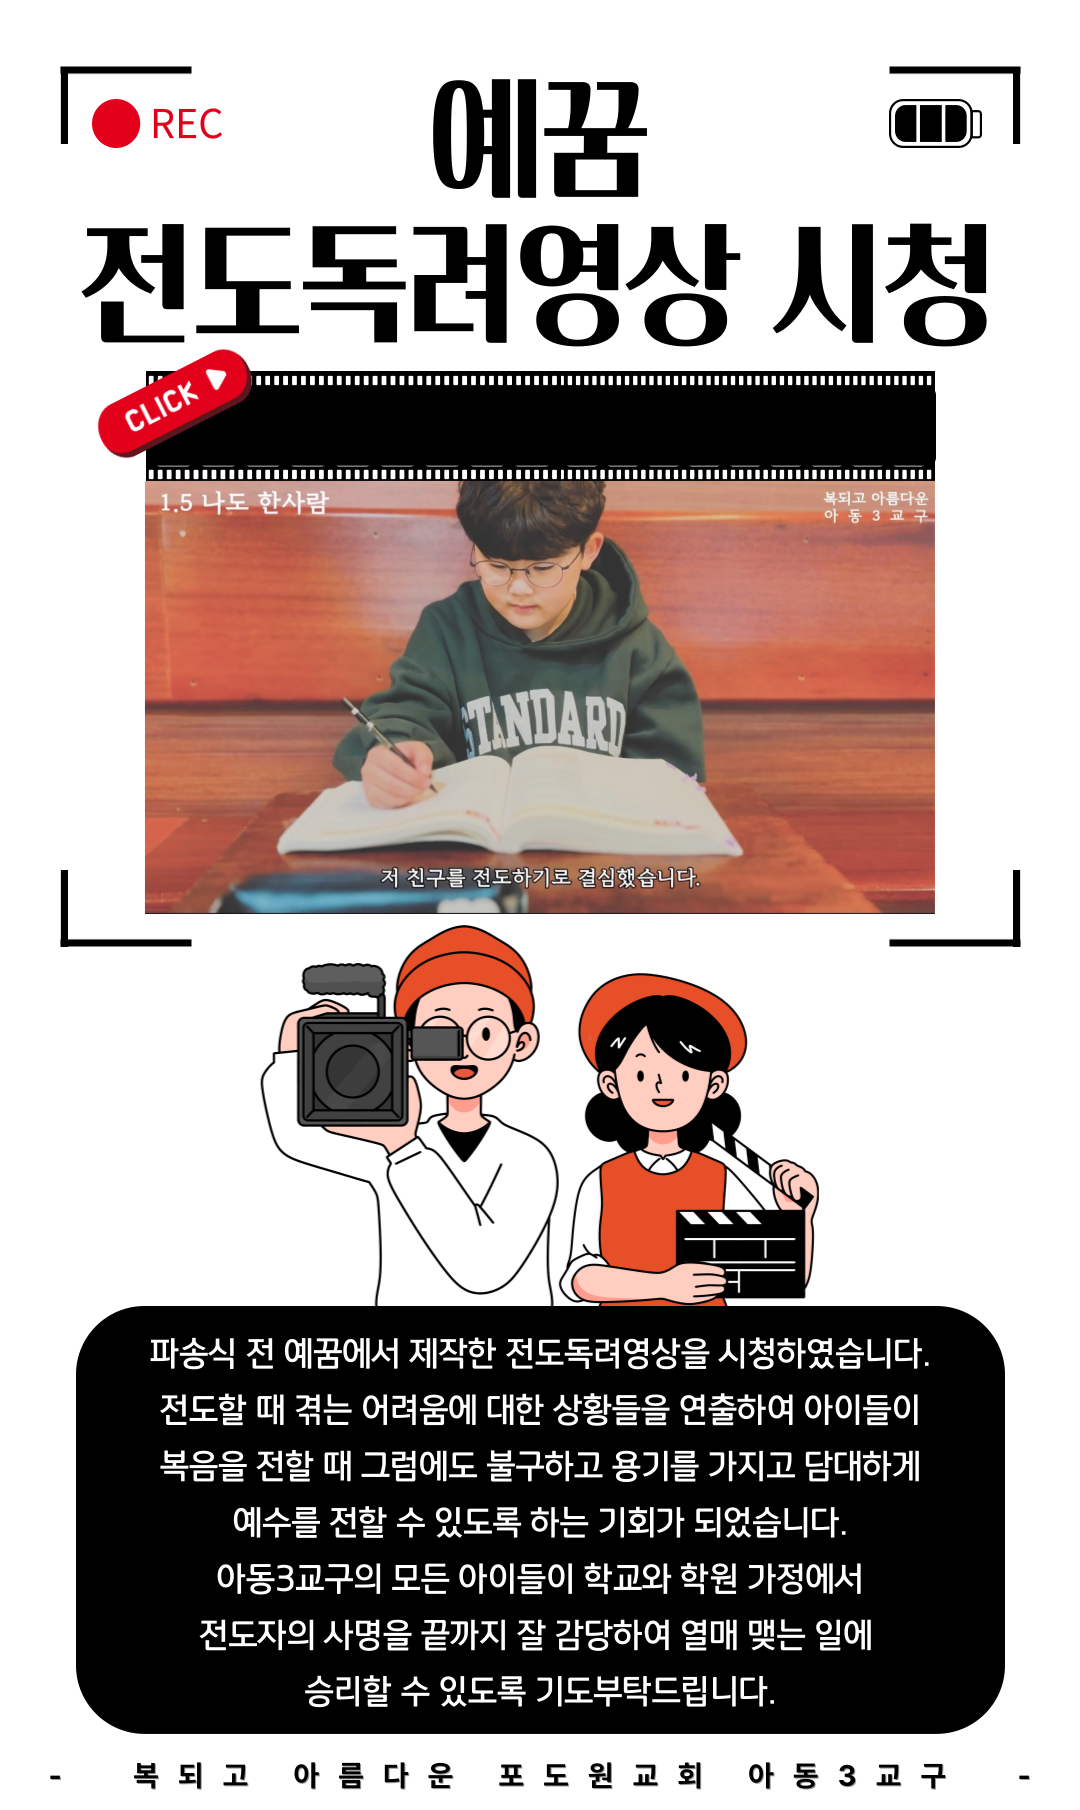 REC
예꿈
전도독려영상 시청
CLICK
1.5 나도 한사람
복되고 아름다운
아 동 3 교 구
STANDARD
저 친구를 전도하기로 결심했습니다.
파송식 전 예꿈에서 제작한 전도독려영상을 시청하였습니다.
전도할 때 겪는 어려움에 대한 상황들을 연출하여 아이들이
복음을 전할 때 그럼에도 불구하고 용기를 가지고 담대하게
예수를 전할 수 있도록 하는 기회가 되었습니다.
아동3교구의 모든 아이들이 학교와 학원 가정에서
전도자의 사명을 끝까지 잘 감당하여 열매 맺는 일에
승리할 수 있도록 기도부탁드립니다.
- 복되고 아름다운 포도원교회 아동3교구 -